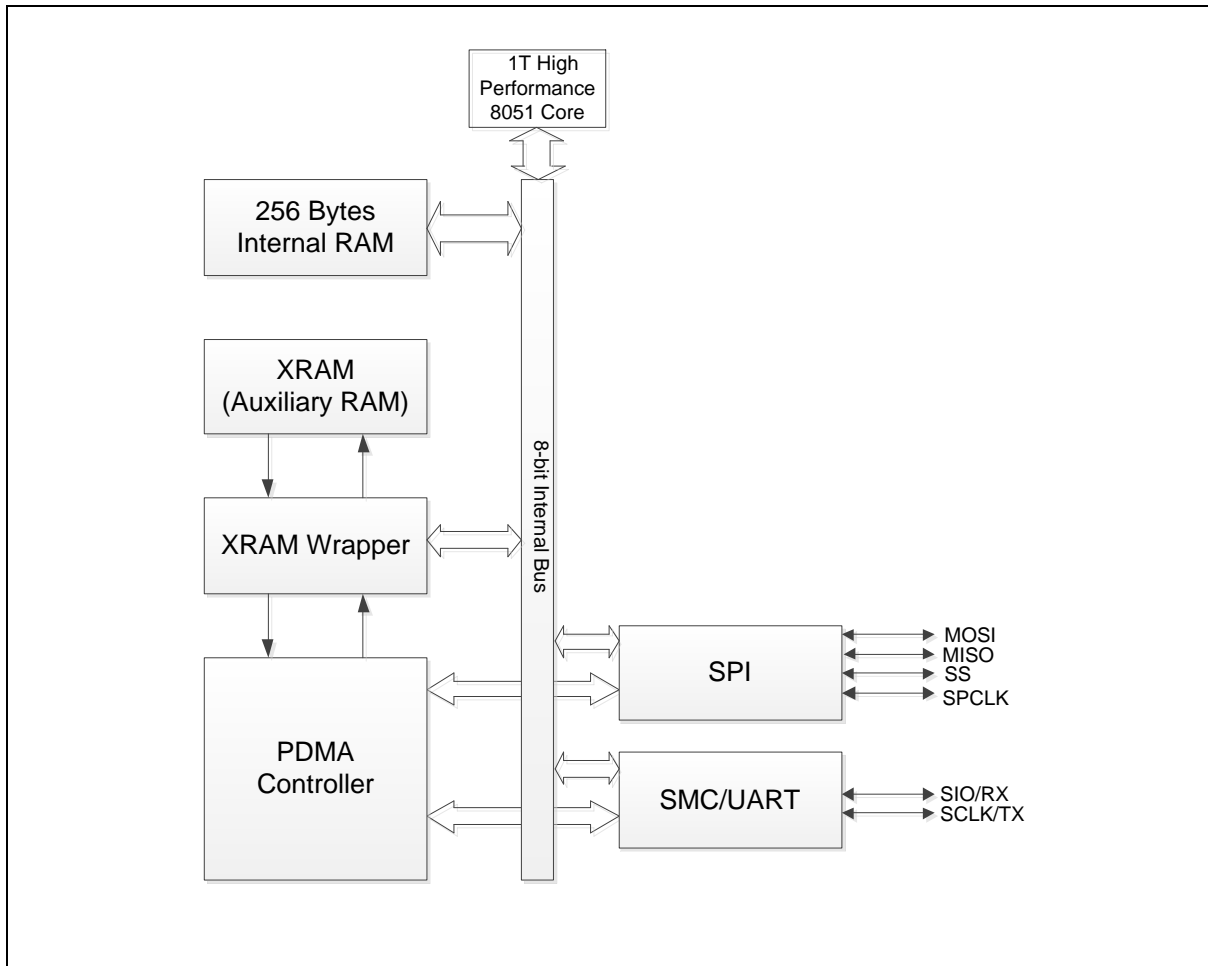 1T High
Performance
8051 Core
256 Bytes
Internal RAM
XRAM
(Auxiliary RAM)
8-bit Internal Bus
XRAM Wrapper
SPI
MOSI
MISO
SS
SPCLK
PDMA
Controller
SMC/UART
SIO/RX
SCLK/TX